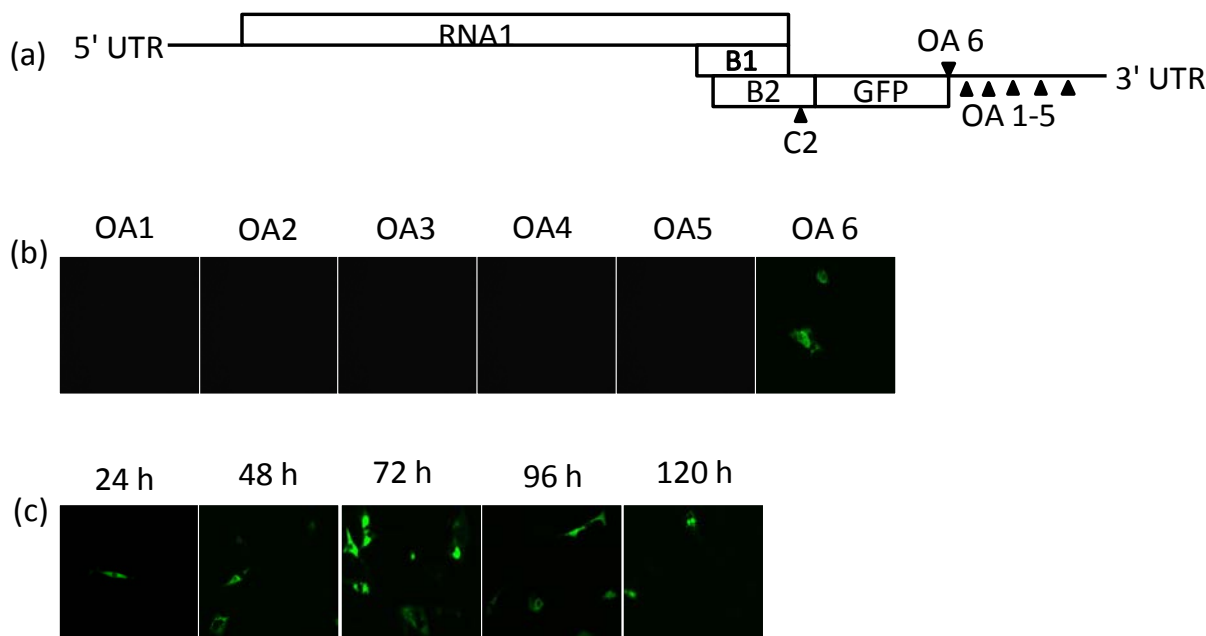 (a)
5' UTR
RNA1
B1
B2
GFP
C2
OA 6
OA 1-5
3' UTR
(b)
OA1 OA2 OA3 OA4 OA5 OA 6
(c)
24 h 48 h 72 h 96 h 120 h